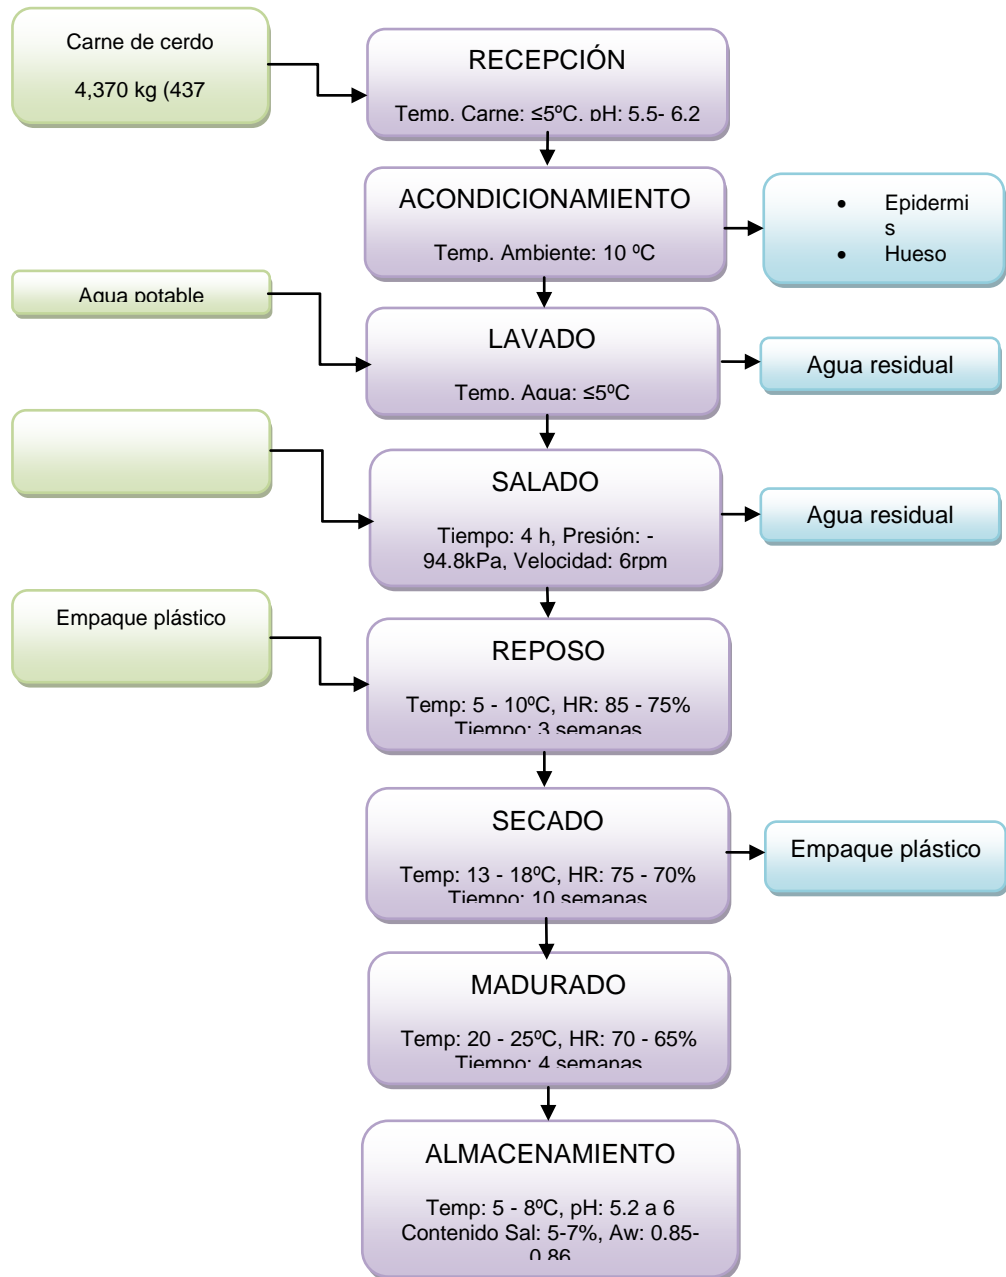 Carne de cerdo
4,370 kg (437
RECEPCIÓN
Temp. Carne: ≤5ºC, pH: 5.5- 6.2
ACONDICIONAMIENTO
Temp. Ambiente: 10 ºC
• Epidermi
s
• Hueso
Agua potable
LAVADO
Temp. Agua: ≤5ºC
Agua residual
SALADO
Tiempo: 4 h, Presión: -
94.8kPa, Velocidad: 6rpm
Agua residual
Empaque plástico
REPOSO
Temp: 5 - 10ºC, HR: 85 - 75%
Tiempo: 3 semanas
SECADO
Temp: 13 - 18ºC, HR: 75 - 70%
Tiempo: 10 semanas
Empaque plástico
MADURADO
Temp: 20 - 25ºC, HR: 70 - 65%
Tiempo: 4 semanas
ALMACENAMIENTO
Temp: 5 - 8ºC, pH: 5.2 a 6
Contenido Sal: 5-7%, Aw: 0.85-
0.86